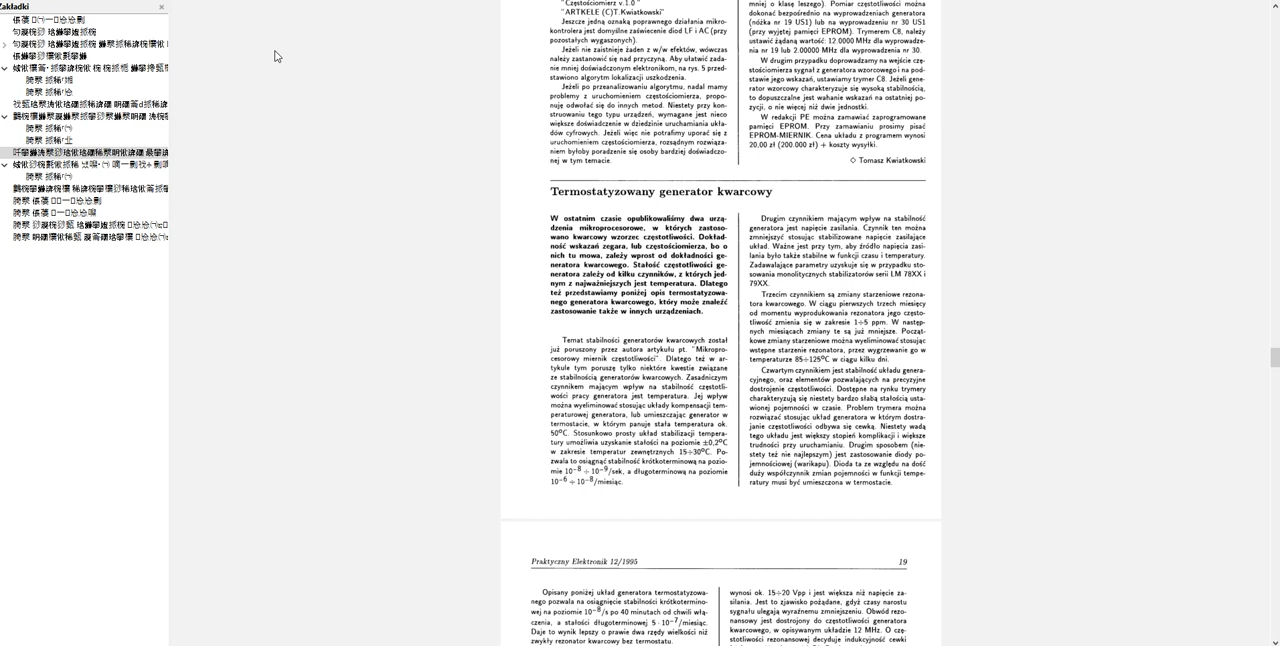 Zakładki
"Częstościomierz v.1.0"
"ARTKELE (C)T.Kwiatkowski"
Jeszcze jedną oznaką poprawnego działania mikro-
kontrolera jest domyślne zaświecenie diod I,F i AC (przy
pozostałych wygaszonych).
Jeżeli nie zaistnieje żaden z w/w efektów, wówczas
należy zastanowić się nad przyczyną. Aby ułatwić zada-
nie mniej doświadczonym elektronikom, na rys. 5 przed-
stawiono algorytm lokalizacji uszkodzenia.
Jeżeli po przeanalizowaniu algorytmu, nadal mamy
problemy z uruchomieniem częstościomierza, propo-
nuję odwołać się do innych metod. Niestety przy kon-
struowaniu tego typu urządzeń, wymagane jest nieco
większe doświadczenie w dziedzinie uruchamiania ukła-
dów cyfrowych. Jeżeli więc nie potrafimy uporać się z
uruchomieniem częstościomierza, rozsądnym rozwiąza-
niem byłoby poradzenie się osoby bardziej doświadczo-
nej w tym temacie.
mniej o klasę lepszego). Pomiar częstotliwości można
dokonać bezpośrednio na wyprowadzeniach generatora
(nóżka nr 19 US1) lub na wyprowadzeniu nr 30 US1
(przy wyjętej pamięci EPROM). Trymerem C8, należy
ustawić żądaną wartość: 12.0000 MHz dla wyprowadze-
nia nr 19 lub 2.00000 MHz dla wyprowadzenia nr 30.
W drugim przypadku doprowadzamy na wejście czę-
stościomierza sygnał z generatora wzorcowego i na pod-
stawie jego wskazań, ustawiamy trymer C8. Jeżeli gene-
rator wzorcowy charakteryzuje się wysoką stabilnością,
to dopuszczalne jest wahanie wskazań na ostatniej po-
zycji, o nie więcej niż dwie jednostki.
W redakcji PE można zamawiać zaprogramowane
pamięci EPROM. Przy zamawianiu prosimy pisać
EPROM-MIERNIK. Cena układu z programem wynosi
20,00 zł (200.000 zł) + koszty wysyłki.
◇ Tomasz Kwiatkowski
Termostatyzowany generator kwarcowy
W ostatnim czasie opublikowaliśmy dwa urzą-
dzenia mikroprocesorowe, w których zastoso-
wano kwarcowy wzorzec częstotliwości. Dokład-
ność wskazań zegara, lub częstościomierza, bo o
nich tu mowa, zależy wprost od dokładności ge-
neratora kwarcowego. Stałość częstotliwości ge-
neratora zależy od kilku czynników, z których jed-
nym z najważniejszych jest temperatura. Dlatego
też przedstawiamy poniżej opis termostatyzowa-
nego generatora kwarcowego, który może znaleźć
zastosowanie także w innych urządzeniach.
Temat stabilności generatorów kwarcowych został
już poruszony przez autora artykułu pt. "Mikropro-
cesorowy miernik częstotliwości". Dlatego też w ar-
tykule tym poruszę tylko niektóre kwestie związane
ze stabilnością generatorów kwarcowych. Zasadniczym
czynnikiem mającym wpływ na stabilność częstotli-
wości pracy generatora jest temperatura. Jej wpływ
można wyeliminować stosując układy kompensacji tem-
peraturowej generatora, lub umieszczając generator w
termostacie, w którym panuje stała temperatura ok.
50°C. Stosunkowo prosty układ stabilizacji tempera-
tury umożliwia uzyskanie stałości na poziomie ±0,2°C
w zakresie temperatur zewnętrznych 15÷30°C. Po-
zwala to osiągnąć stabilność krótkoterminową na pozio-
mie 10⁻⁸ ÷ 10⁻⁹/sek, a długoterminową na poziomie
10⁻⁶ ÷ 10⁻⁸/miesiąc.
Drugim czynnikiem mającym wpływ na stabilność
generatora jest napięcie zasilania. Czynnik ten można
zmniejszyć stosując stabilizowane napięcie zasilające
układ. Ważne jest przy tym, aby źródło napięcia zasi-
lania było także stabilne w funkcji czasu i temperatury.
Zadawalające parametry uzyskuje się w przypadku sto-
sowania monolitycznych stabilizatorów serii LM 78XX i
79XX.
Trzecim czynnikiem są zmiany starzeniowe rezona-
tora kwarcowego. W ciągu pierwszych trzech miesięcy
od momentu wyprodukowania rezonatora jego często-
tliwość zmienia się w zakresie 1÷5 ppm. W następ-
nych miesiącach zmiany te są już mniejsze. Począt-
kowe zmiany starzeniowe można wyeliminować stosując
wstępne starzenie rezonatora, przez wygrzewanie go w
temperaturze 85÷125°C w ciągu kilku dni.
Czwartym czynnikiem jest stabilność układu genera-
cyjnego, oraz elementów pozwalających na precyzyjne
dostrojenie częstotliwości. Dostępne na rynku trymery
charakteryzują się niestety bardzo słabą stałością usta-
wionej pojemności w czasie. Problem trymera można
rozwiązać stosując układ generatora w którym dostra-
janie częstotliwości odbywa się cewką. Niestety wadą
tego układu jest większy stopień komplikacji i większe
trudności przy uruchamianiu. Drugim sposobem (nie-
stety też nie najlepszym) jest zastosowanie diody po-
jemnościowej (warikapu). Dioda ta ze względu na dość
duży współczynnik zmian pojemności w funkcji tempe-
ratury musi być umieszczona w termostacie.
Praktyczny Elektronik 12/1995
19
Opisany poniżej układ generatora termostatyzowa-
nego pozwala na osiągnięcie stabilności krótkotermino-
wej na poziomie 10⁻⁸/s po 40 minutach od chwili włą-
czenia, a stałości długoterminowej 5·10⁻⁷/miesiąc.
Daje to wynik lepszy o prawie dwa rzędy wielkości niż
zwykły rezonator kwarcowy bez termostatu.
wynosi ok. 15÷20 Vpp i jest większa niż napięcie za-
silania. Jest to zjawisko pożądane, gdyż czasy narostu
sygnału ulegają wyraźnemu zmniejszeniu. Obwód rezo-
nansowy jest dostrojony do częstotliwości generatora
kwarcowego, w opisywanym układzie 12 MHz. O czę-
stotliwości rezonansowej decyduje indukcyjność cewki